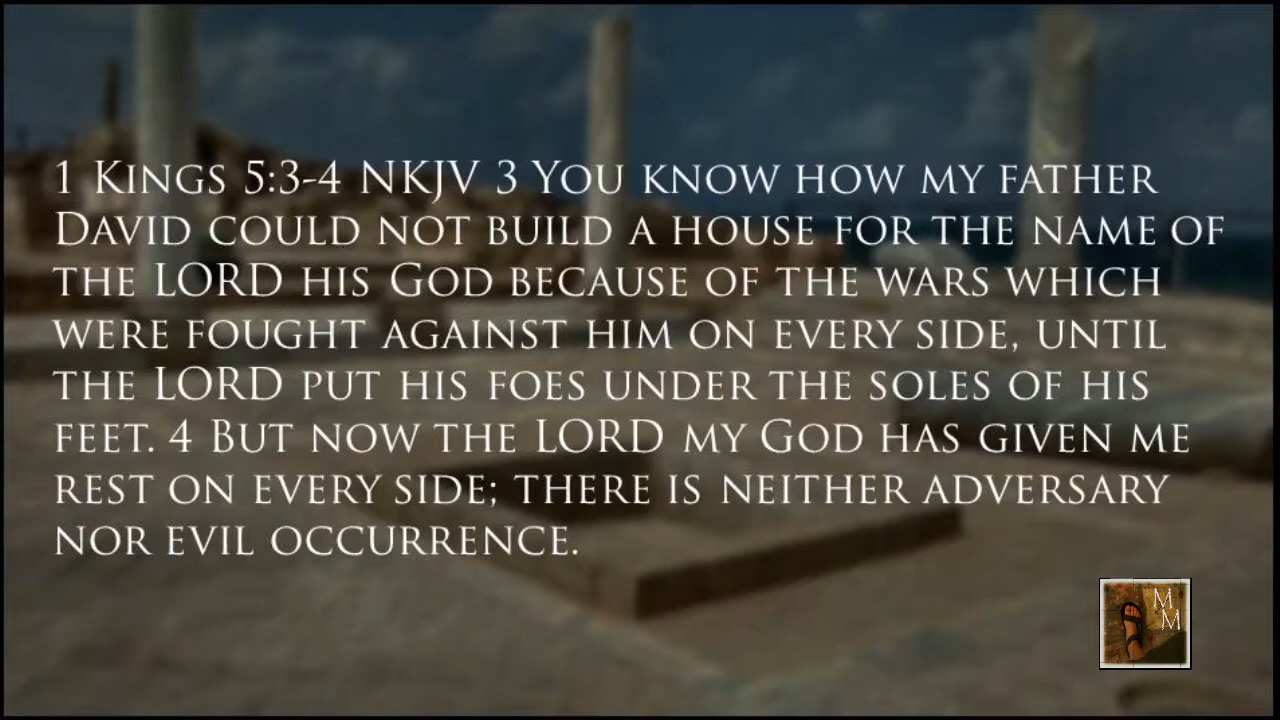 1 Kings 5:3-4 NKJV 3 You know how my father
David could not build a house for the name of
the LORD his God because of the wars which
were fought against him on every side, until
the LORD put his foes under the soles of his
feet. 4 But now the LORD my God has given me
rest on every side; there is neither adversary
nor evil occurrence.
M
M